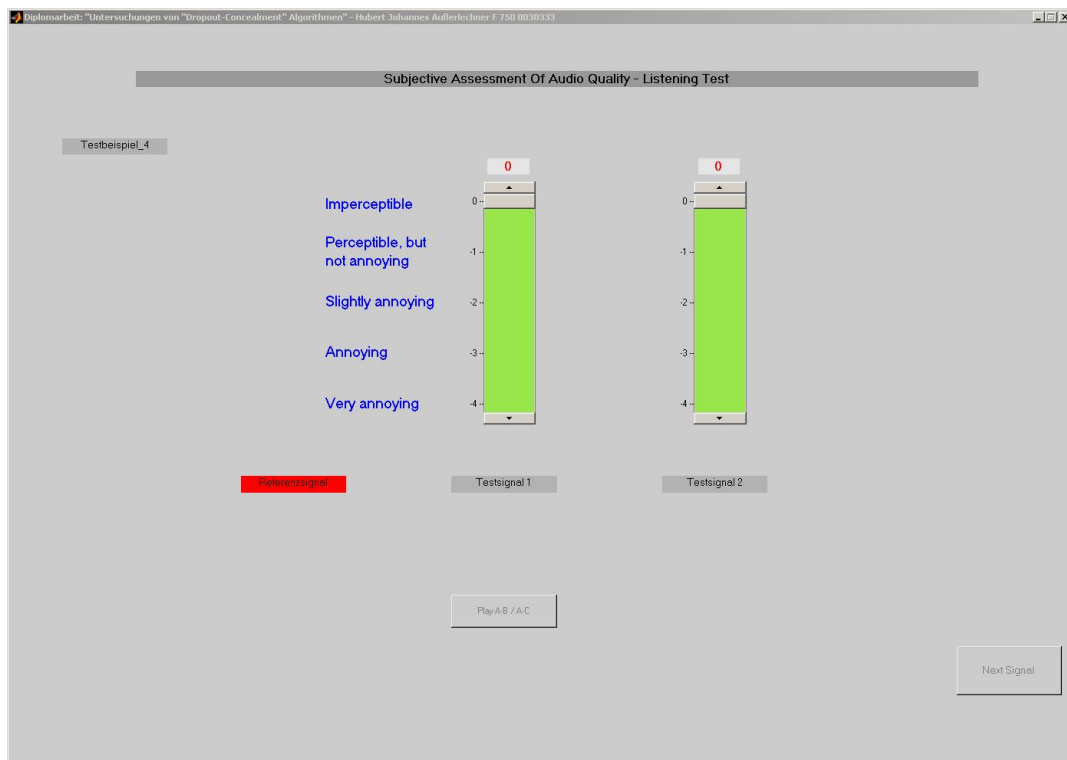 Diplomarbeit: "Untersuchungen von "Dropout-Concealment" Algorithmen" - Hubert Johannes Außerlechner F 750 0030333
Subjective Assessment Of Audio Quality - Listening Test
Testbeispiel_4
0 0
Imperceptible 0 0
Perceptible, but
not annoying -1 -1
Slightly annoying -2 -2
Annoying -3 -3
Very annoying -4 -4
Referenzsignal Testsignal 1 Testsignal 2
Play A-B / A-C
Next Signal